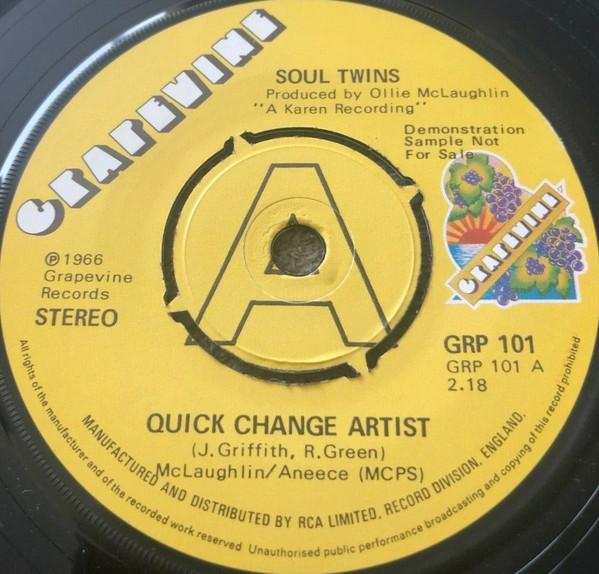 GRAPEVINE
SOUL TWINS
Produced by Ollie McLaughlin
"A Karen Recording"
Demonstration
Sample Not
For Sale
GRAPEVINE
A
℗1966
Grapevine
Records
STEREO
GRP 101
GRP 101 A
2.18
QUICK CHANGE ARTIST
(J.Griffith, R.Green)
McLaughlin/Aneece (MCPS)
MANUFACTURED AND DISTRIBUTED BY RCA LIMITED, RECORD DIVISION, ENGLAND.
All rights of the manufacturer and of the owner of the recorded work reserved Unauthorised public performance broadcasting and copying of this record prohibited